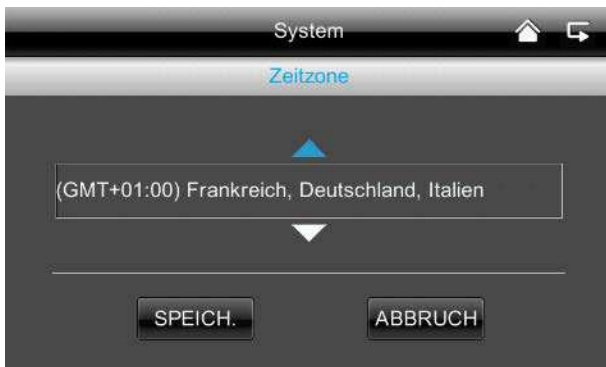 System
Zeitzone
(GMT+01:00) Frankreich, Deutschland, Italien
SPEICH.
ABBRUCH